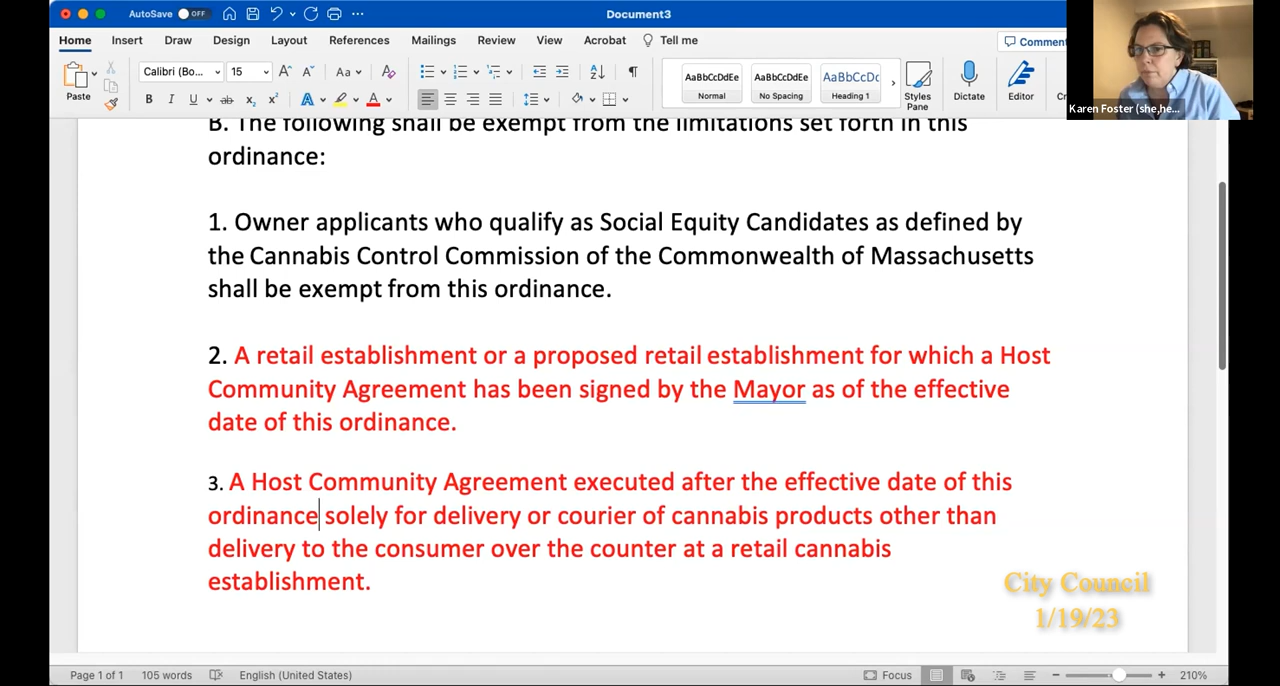 AutoSave OFF
Document3
Home Insert Draw Design Layout References Mailings Review View Acrobat Tell me
Calibri (Bo... 15
Paste
AaBbCcDdEe AaBbCcDdEe AaBbCcDc
Normal No Spacing Heading 1
Styles
Pane
Dictate
Editor
Karen Foster (she,he...
B. The following shall be exempt from the limitations set forth in this
ordinance:
1. Owner applicants who qualify as Social Equity Candidates as defined by
the Cannabis Control Commission of the Commonwealth of Massachusetts
shall be exempt from this ordinance.
2. A retail establishment or a proposed retail establishment for which a Host
Community Agreement has been signed by the Mayor as of the effective
date of this ordinance.
3. A Host Community Agreement executed after the effective date of this
ordinance solely for delivery or courier of cannabis products other than
delivery to the consumer over the counter at a retail cannabis
establishment.
City Council
1/19/23
Page 1 of 1 105 words English (United States) Focus 210%